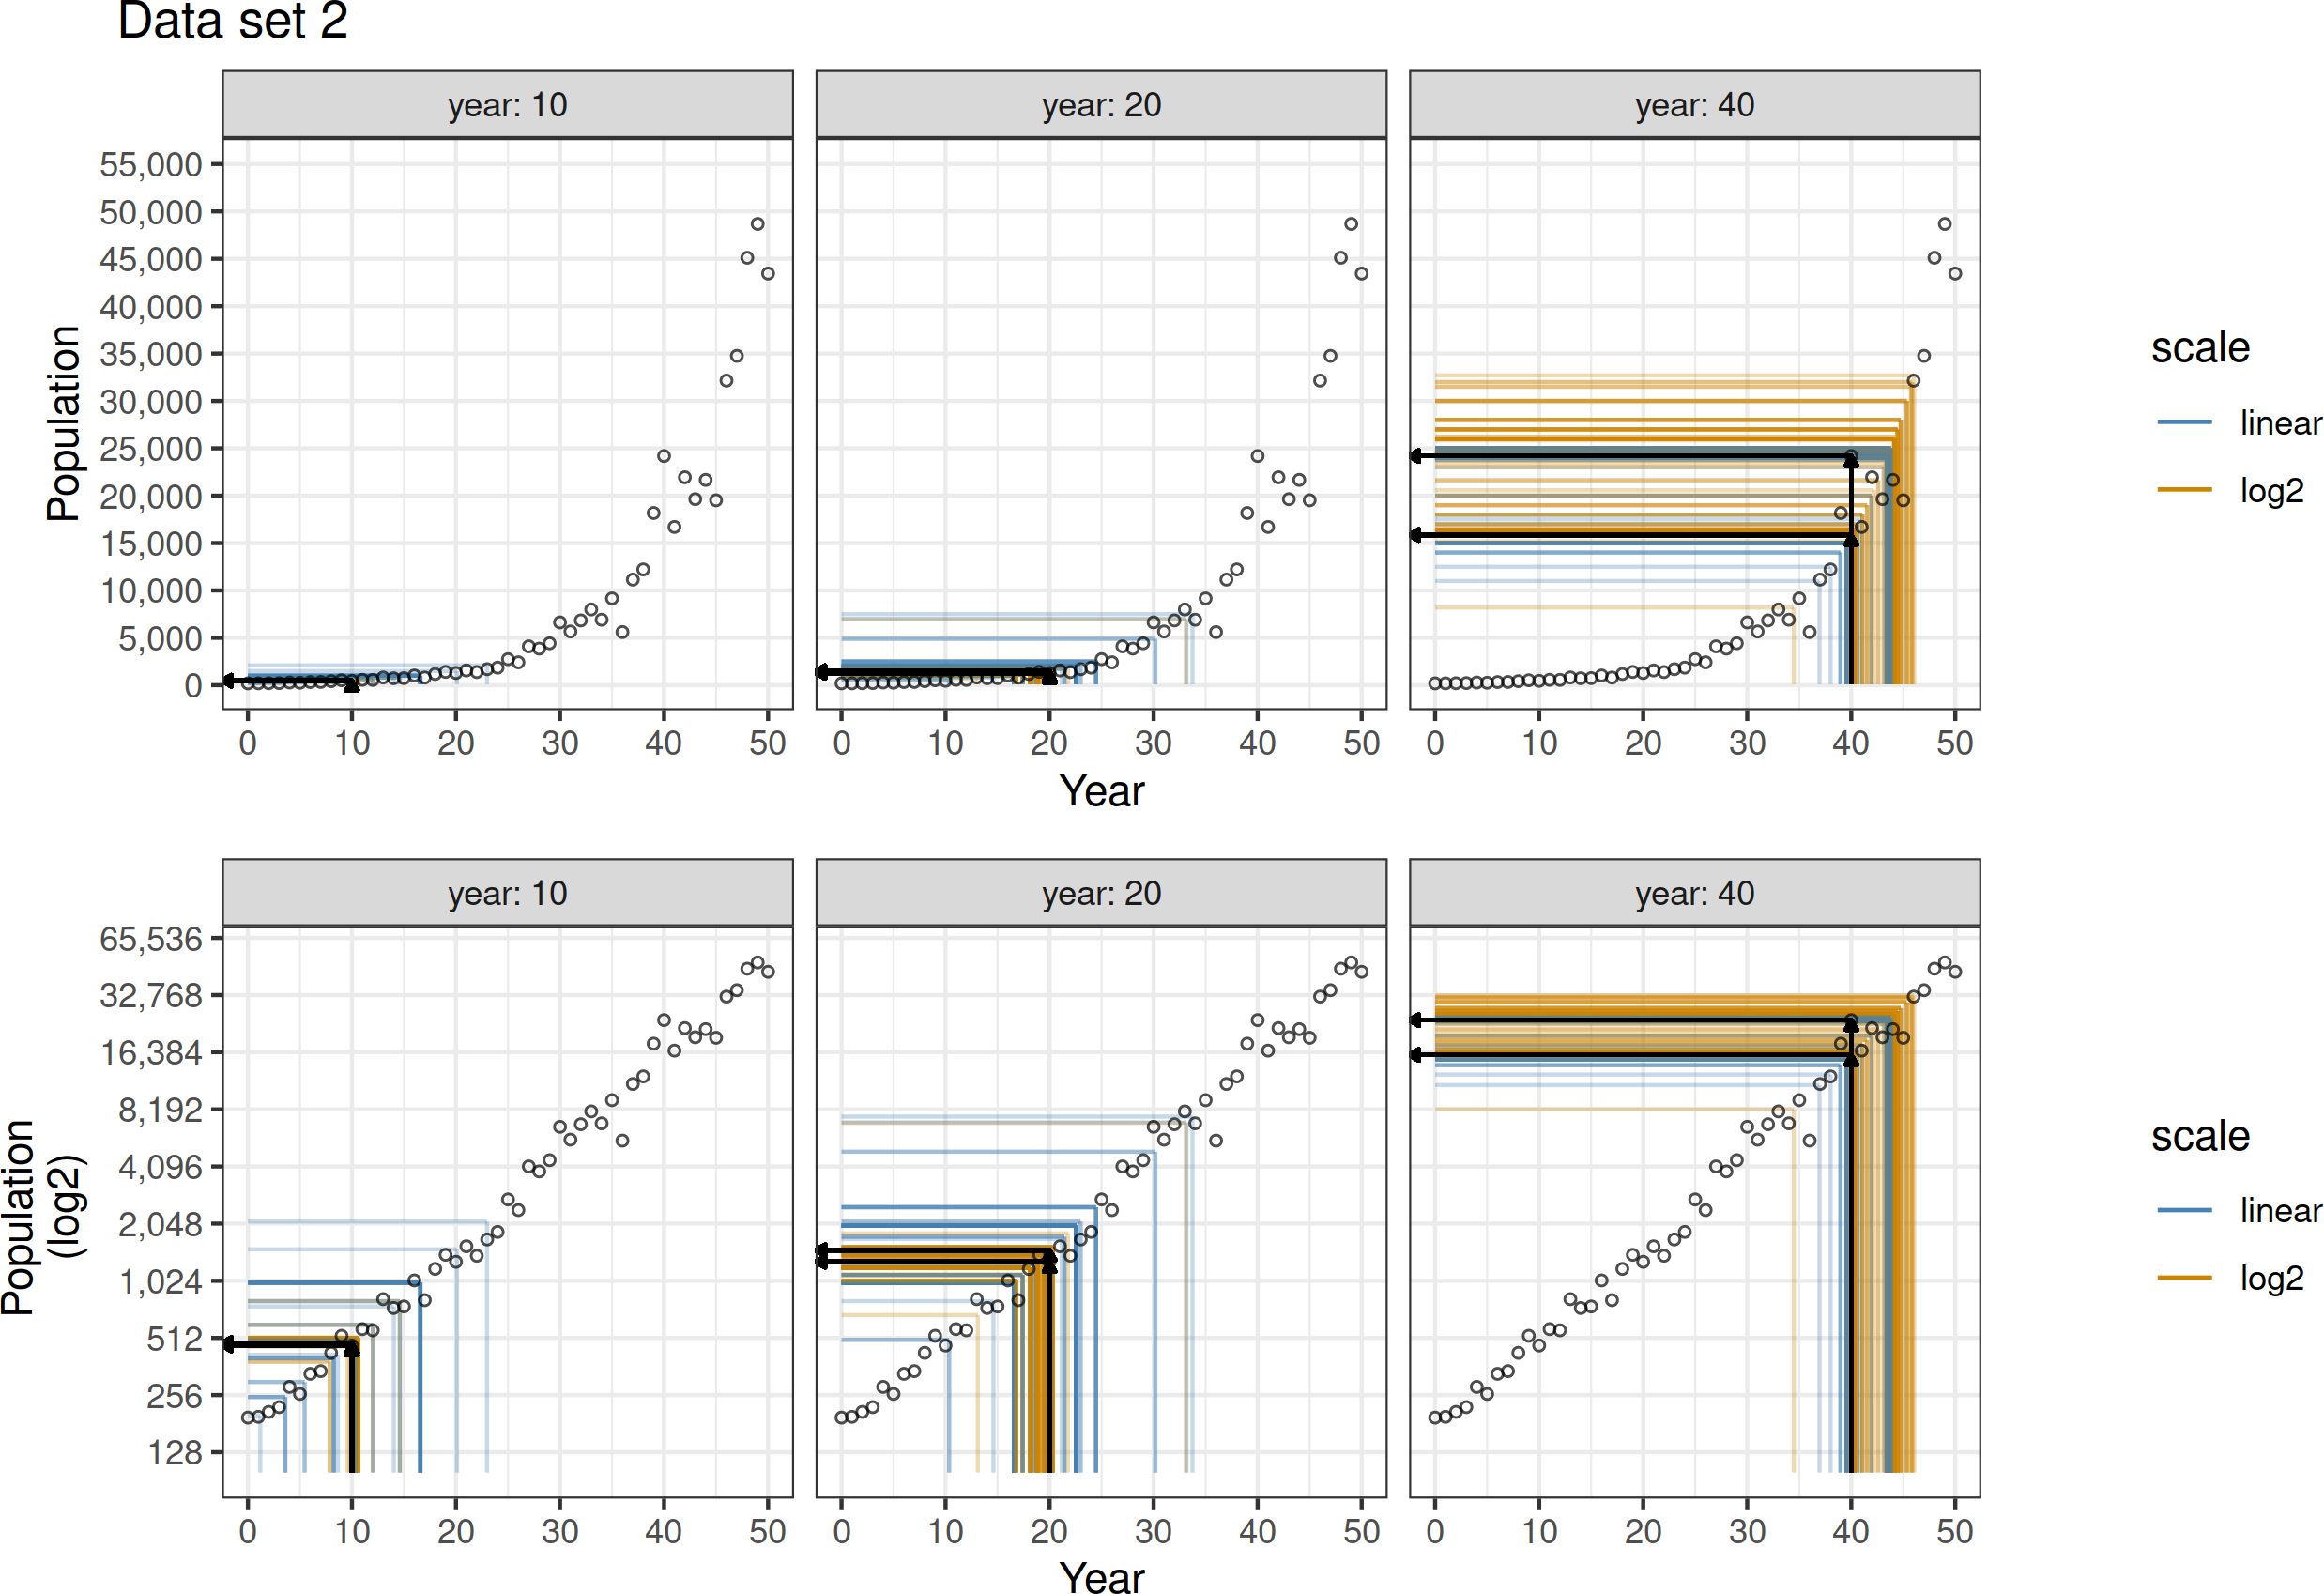 Data set 2
year: 10
year: 20
year: 40
Population
55,000
50,000
45,000
40,000
35,000
30,000
25,000
20,000
15,000
10,000
5,000
0
0 10 20 30 40 50
0 10 20 30 40 50
0 10 20 30 40 50
Year
scale
linear
log2
year: 10
year: 20
year: 40
Population
(log2)
65,536
32,768
16,384
8,192
4,096
2,048
1,024
512
256
128
0 10 20 30 40 50
0 10 20 30 40 50
0 10 20 30 40 50
Year
scale
linear
log2